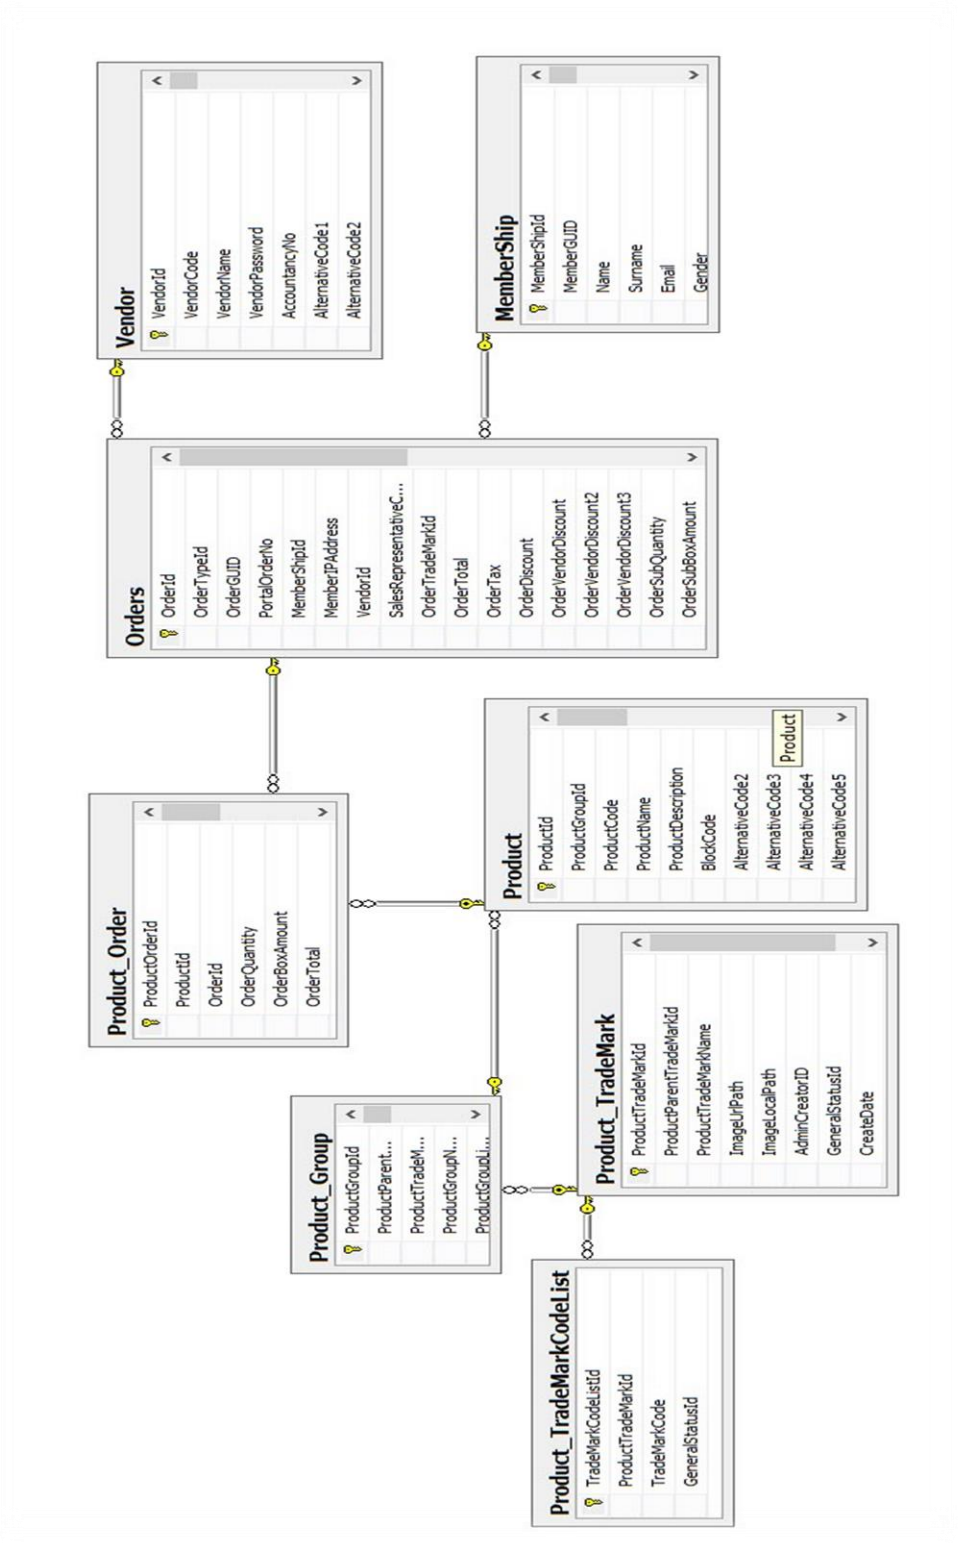 Product_TradeMarkCodeList
TradeMarkCodeListId
ProductTradeMarkId
TradeMarkCode
GeneralStatusId
Product_Group
ProductGroupId
ProductParent...
ProductTradeM...
ProductGroupN...
ProductGroupLi...
Product_TradeMark
ProductTradeMarkId
ProductParentTradeMarkId
ProductTradeMarkName
ImageUrlPath
ImageLocalPath
AdminCreatorID
GeneralStatusId
CreateDate
Product_Order
ProductOrderId
ProductId
OrderId
OrderQuantity
OrderBoxAmount
OrderTotal
Product
ProductId
ProductGroupId
ProductCode
ProductName
ProductDescription
BlockCode
AlternativeCode2
AlternativeCode3
AlternativeCode4
AlternativeCode5
Product
Orders
OrderId
OrderTypeId
OrderGUID
PortalOrderNo
MemberShipId
MemberIPAddress
VendorId
SalesRepresentativeC...
OrderTradeMarkId
OrderTotal
OrderTax
OrderDiscount
OrderVendorDiscount
OrderVendorDiscount2
OrderVendorDiscount3
OrderSubQuantity
OrderSubBoxAmount
Vendor
VendorId
VendorCode
VendorName
VendorPassword
AccountancyNo
AlternativeCode1
AlternativeCode2
MemberShip
MemberShipId
MemberGUID
Name
Surname
Email
Gender